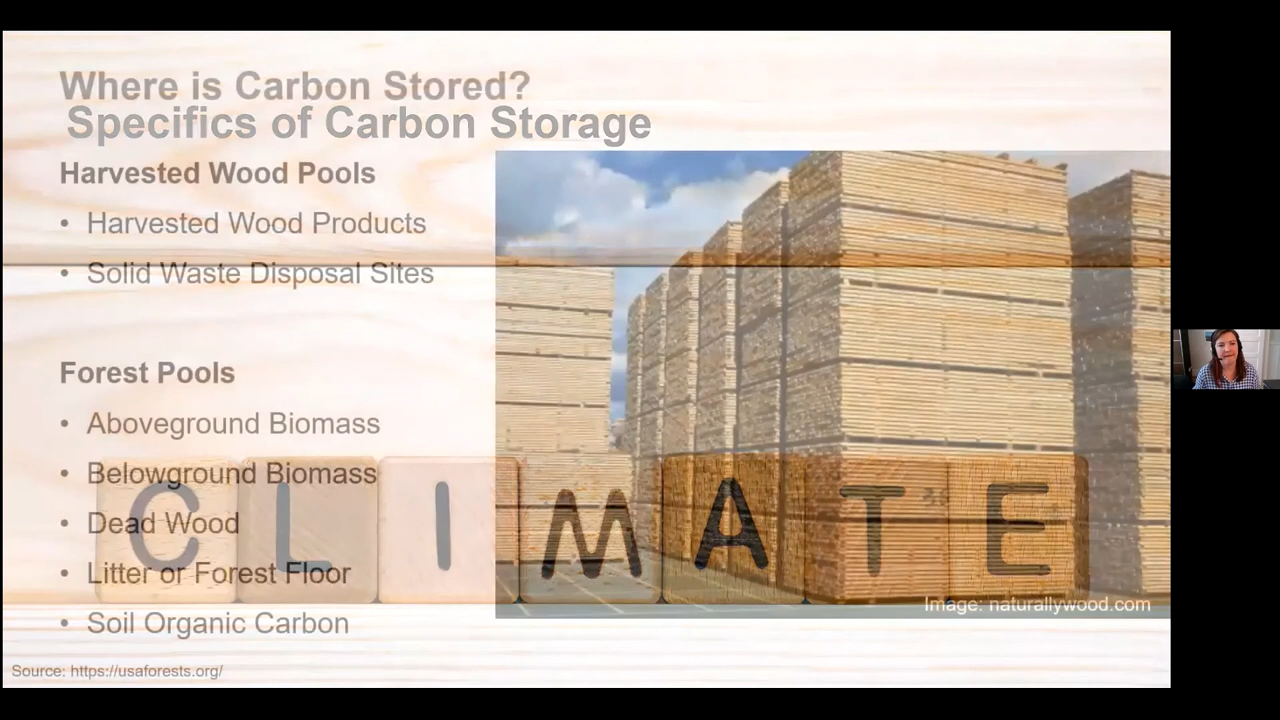 Where is Carbon Stored?
Specifics of Carbon Storage
Harvested Wood Pools
• Harvested Wood Products
• Solid Waste Disposal Sites
Forest Pools
• Aboveground Biomass
• Belowground Biomass
• Dead Wood
• Litter or Forest Floor
• Soil Organic Carbon
CLIMATE
Image: naturallywood.com
Source: https://usaforests.org/